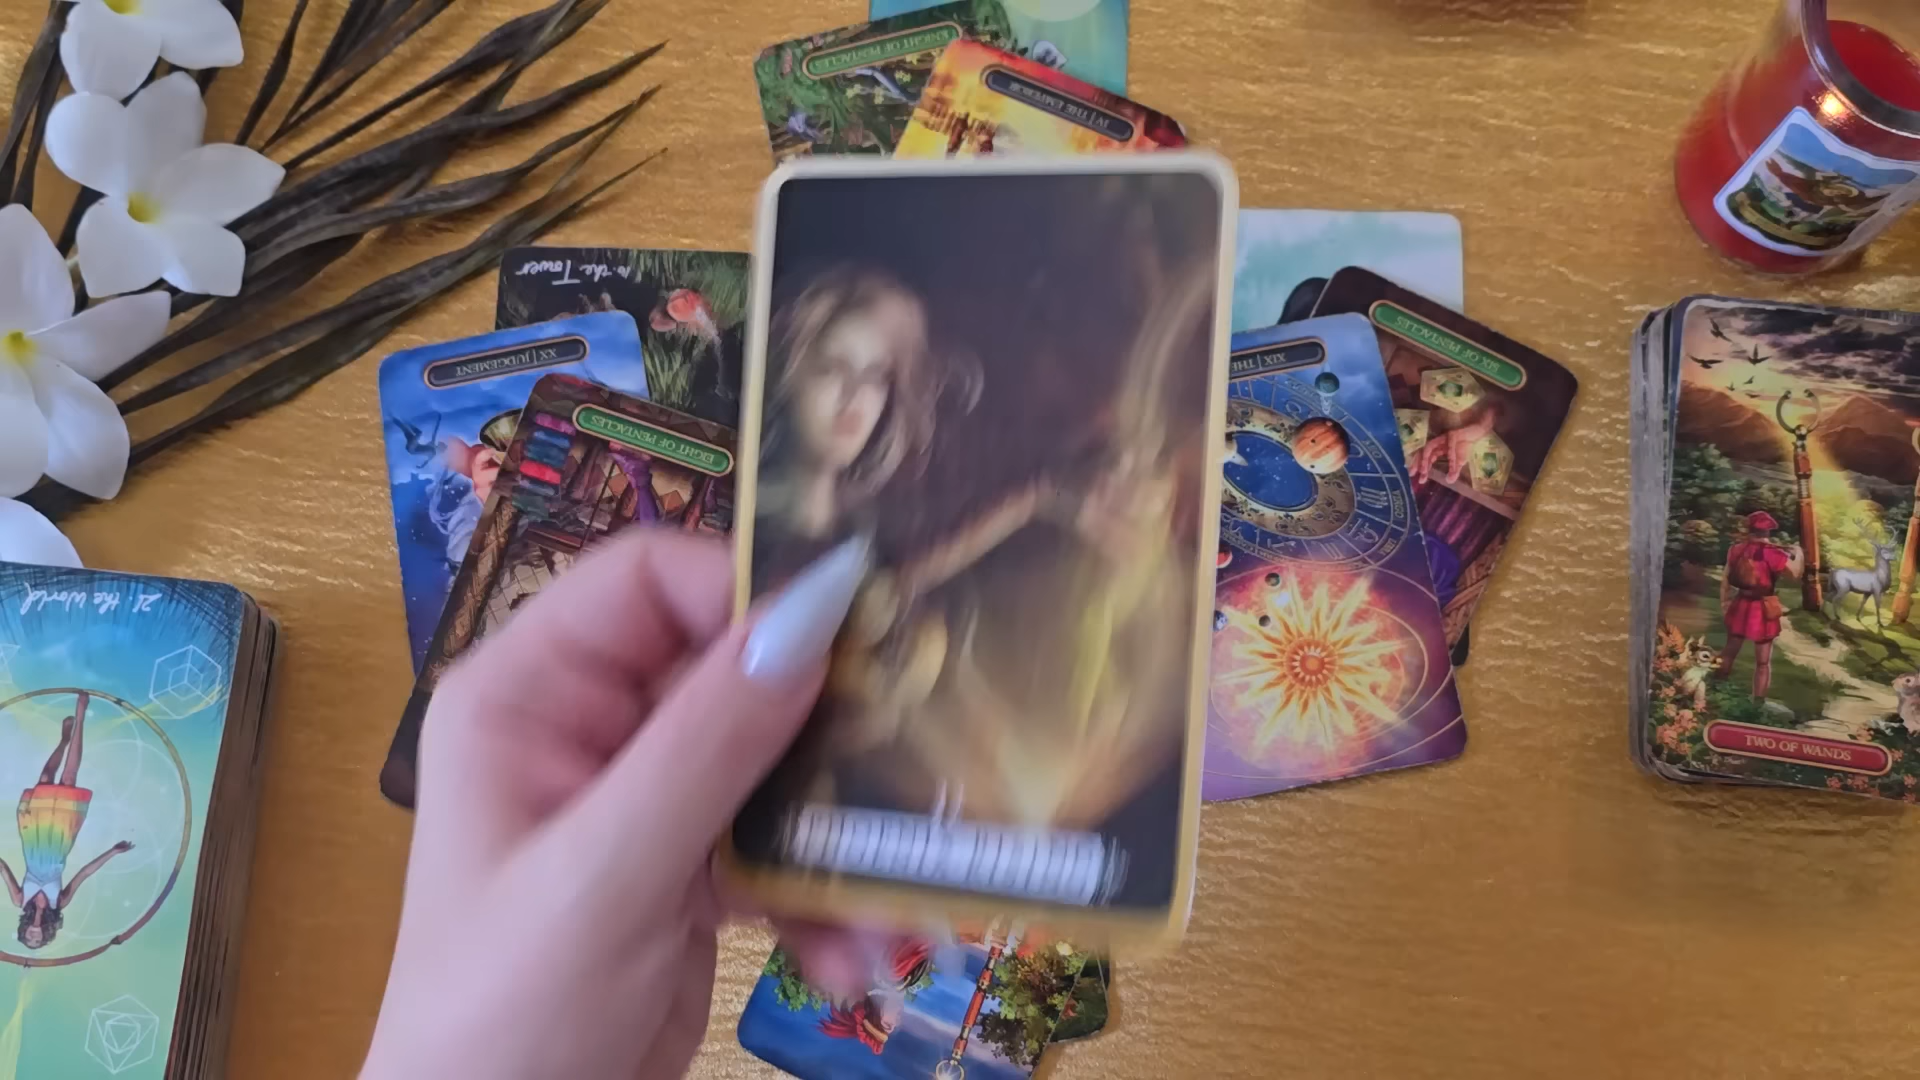 KNIGHT OF PENTACLES
IV | THE EMPEROR
16. the Tower
XX | JUDGEMENT
EIGHT OF PENTACLES
XIX | THE
SIX OF PENTACLES
21. the World
TWO OF WANDS